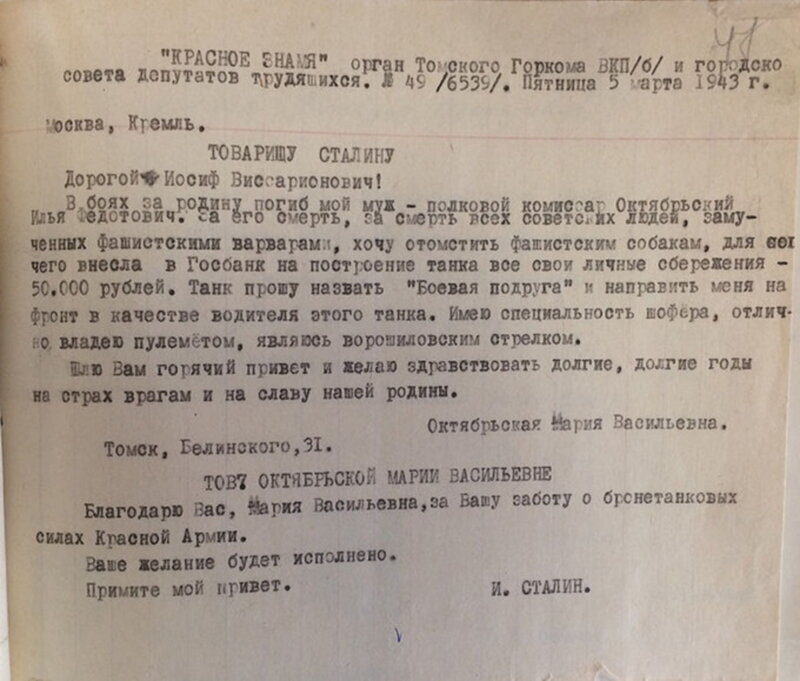 41
"КРАСНОЕ ЗНАМЯ" орган Томского Горкома ВКП/б/ и городско
совета депутатов трудящихся. № 49 /6539/. Пятница 5 марта 1943 г.
Москва, Кремль.
ТОВАРИЩУ СТАЛИНУ
Дорогой Иосиф Виссарионович!
В боях за родину погиб мой муж - полковой комиссар Октябрьский
Илья Федотович. За его смерть, за смерть всех советских людей, заму-
ченных фашистскими варварами, хочу отомстить фашистским собакам, для
чего внесла в Госбанк на построение танка все свои личные сбережения -
50.000 рублей. Танк прошу назвать "Боевая подруга" и направить меня на
фронт в качестве водителя этого танка. Имею специальность шофёра, отлич-
но владею пулемётом, являюсь ворошиловским стрелком.
Шлю Вам горячий привет и желаю здравствовать долгие, долгие годы
на страх врагам и на славу нашей родины.
Октябрьская Мария Васильевна.
Томск, Белинского,31.
ТОВ7 ОКТЯБРЬСКОЙ МАРИИ ВАСИЛЬЕВНЕ
Благодарю Вас, Мария Васильевна,за Вашу заботу о бронетанковых
силах Красной Армии.
Ваше желание будет исполнено.
Примите мой привет. И. СТАЛИН.